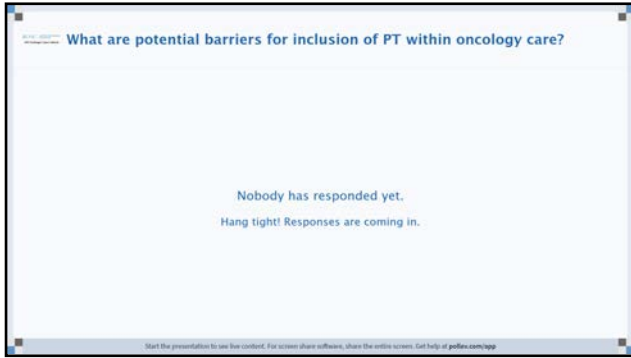 What are potential barriers for inclusion of PT within oncology care?
Nobody has responded yet.
Hang tight! Responses are coming in.
Start the presentation to see live content. For screen share software, share the entire screen. Get help at pollev.com/app